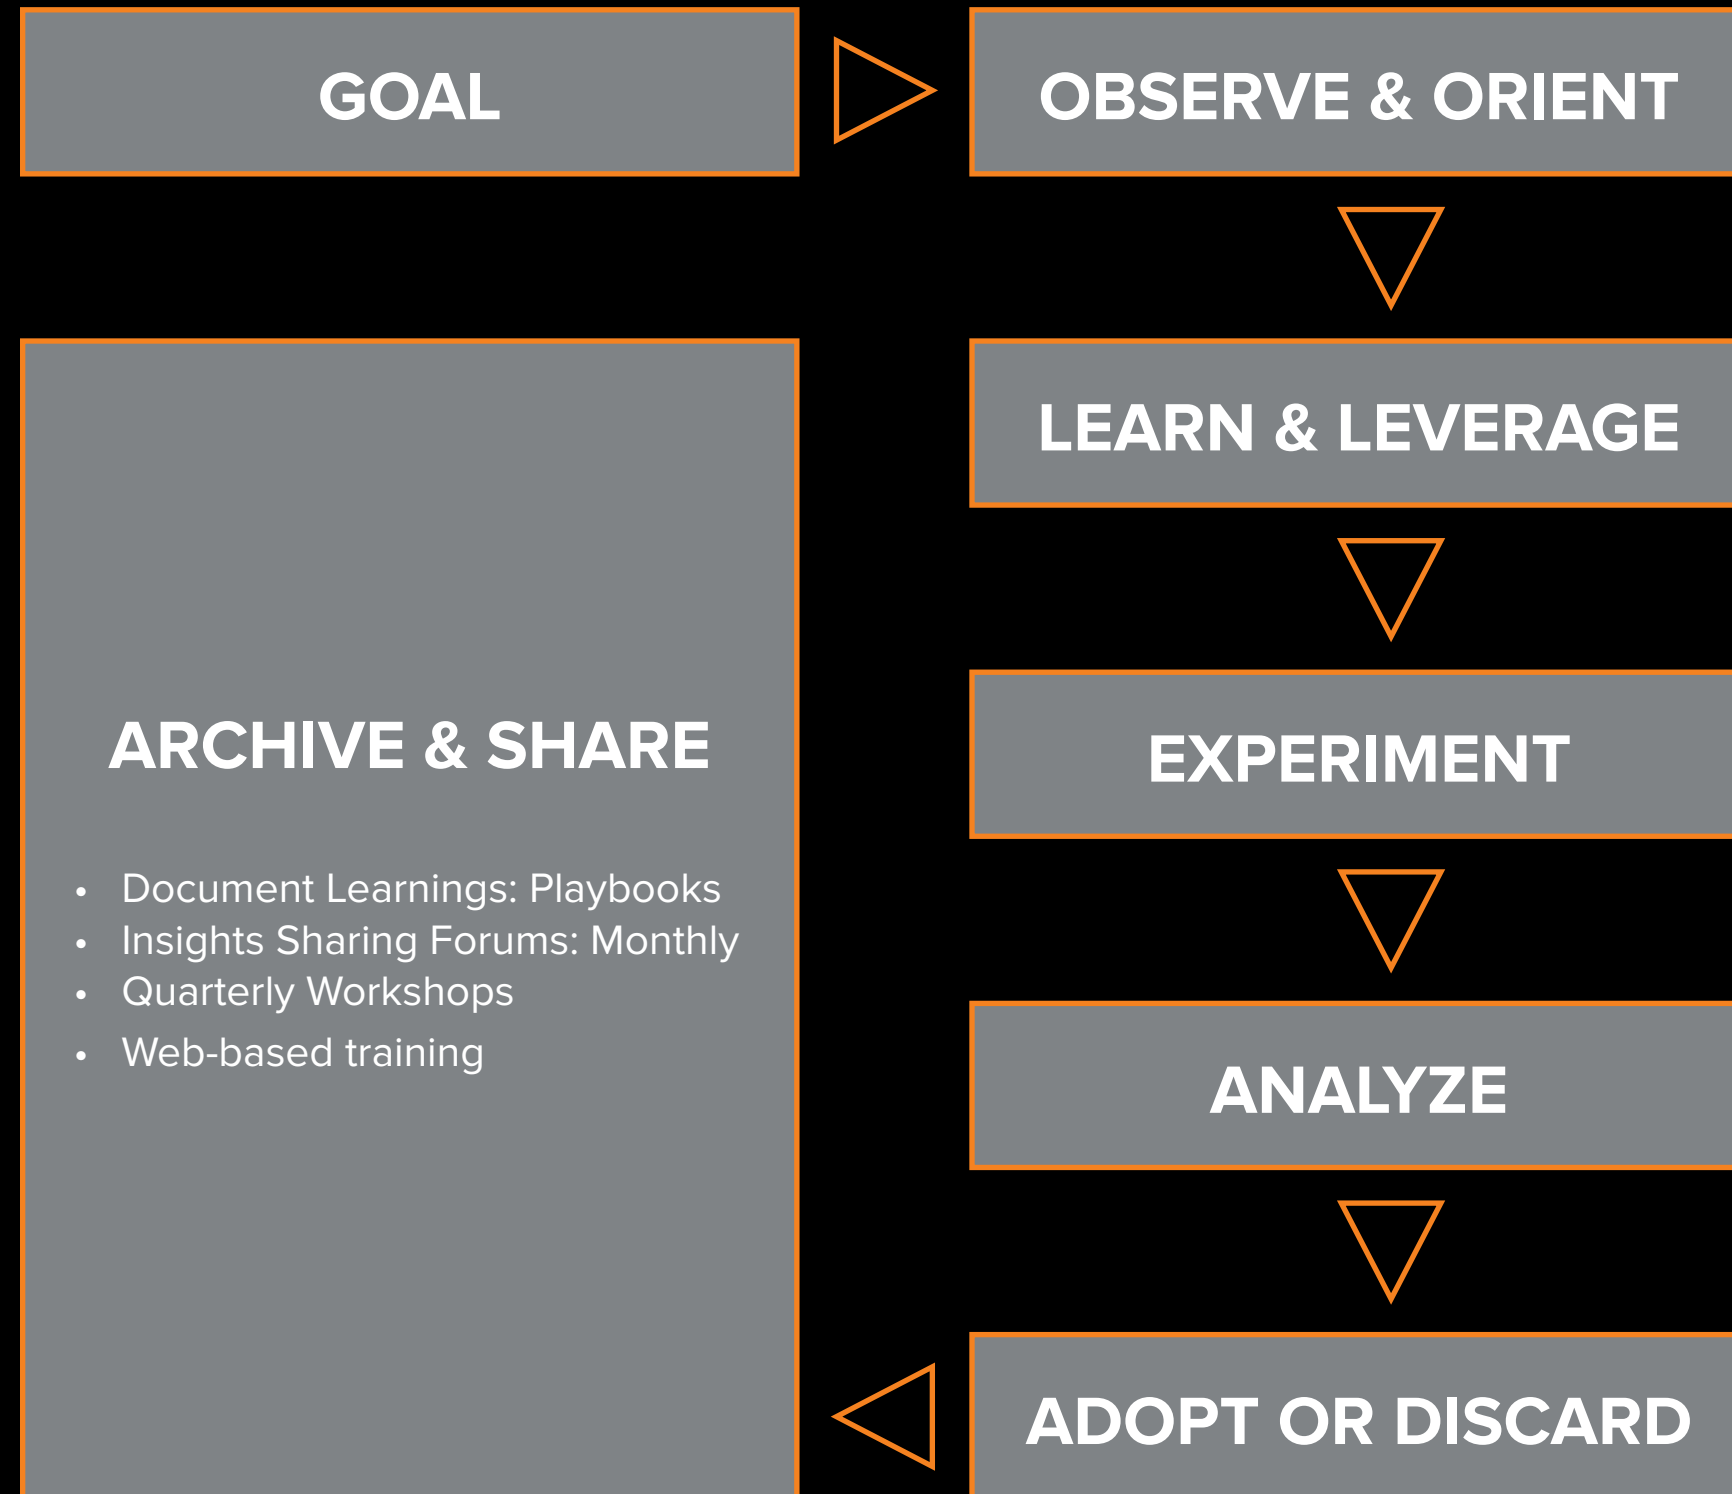 GOAL
OBSERVE & ORIENT
LEARN & LEVERAGE
EXPERIMENT
ANALYZE
ADOPT OR DISCARD
ARCHIVE & SHARE
• Document Learnings: Playbooks
• Insights Sharing Forums: Monthly
• Quarterly Workshops
• Web-based training